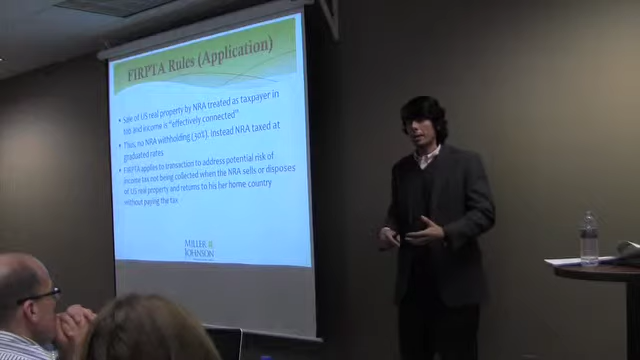 FIRPTA Rules (Application)
• Sale of US real property by NRA treated as taxpayer in
and income is "effectively connected"
• Thus, no NRA withholding (30%). Instead NRA taxed at
graduated rates
• FIRPTA applies to transaction to address potential risk of
income tax not being collected when the NRA sells or disposes
of US real property and returns to his her home country
without paying the tax
MILLER
JOHNSON